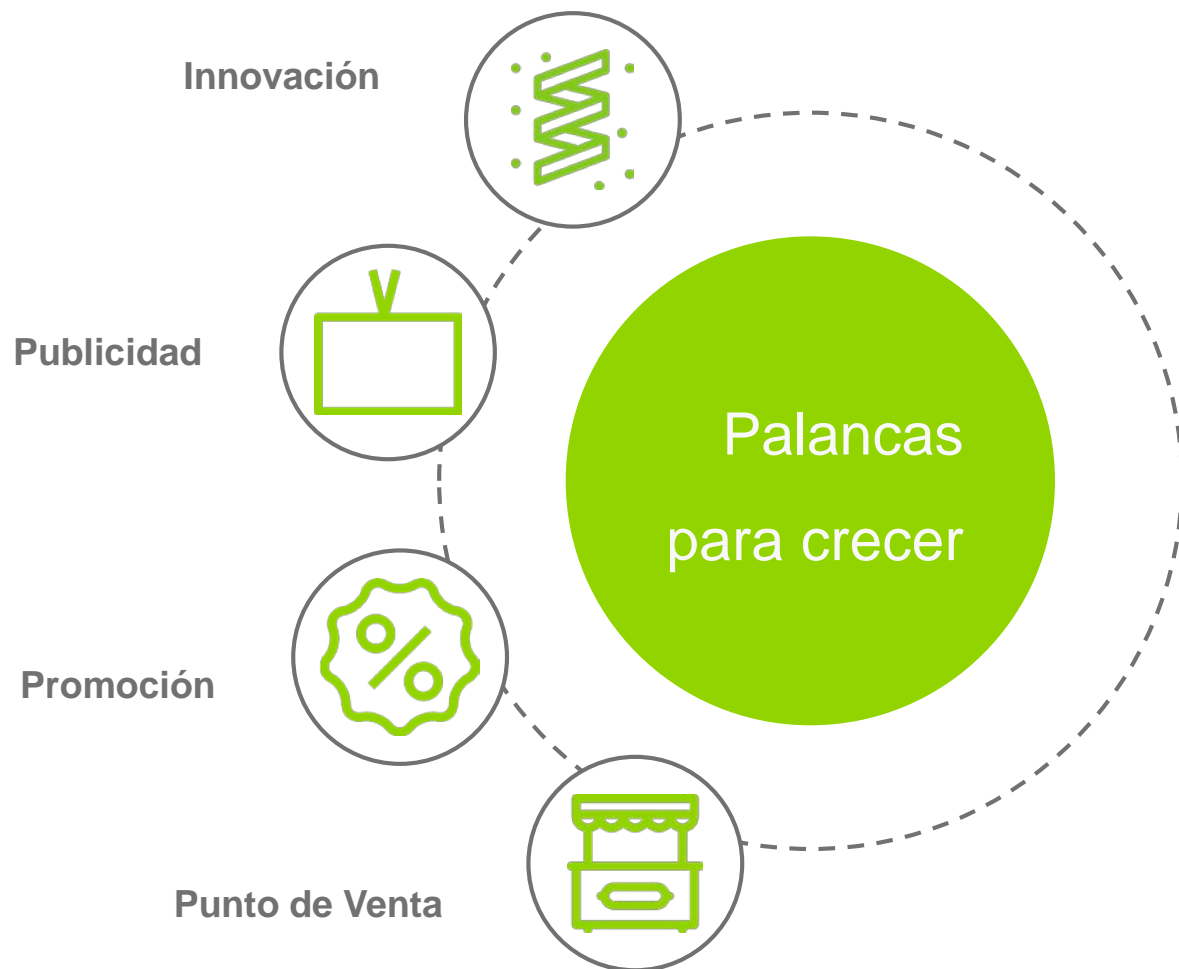 Innovación
Publicidad
Palancas
para crecer
Promoción
Punto de Venta